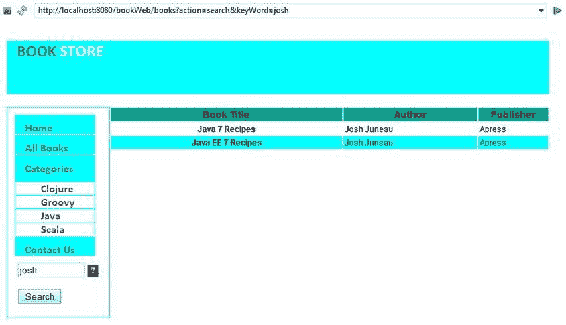 http://localhost:8080/bookWeb/books?action=search&keyWord=josh
BOOK STORE
Home
All Books
Categories
Clojure
Groovy
Java
Scala
Contact Us
josh
?
Search
Book Title Author Publisher
Java 7 Recipes Josh Juneau Apress
Java EE 7 Recipes Josh Juneau Apress